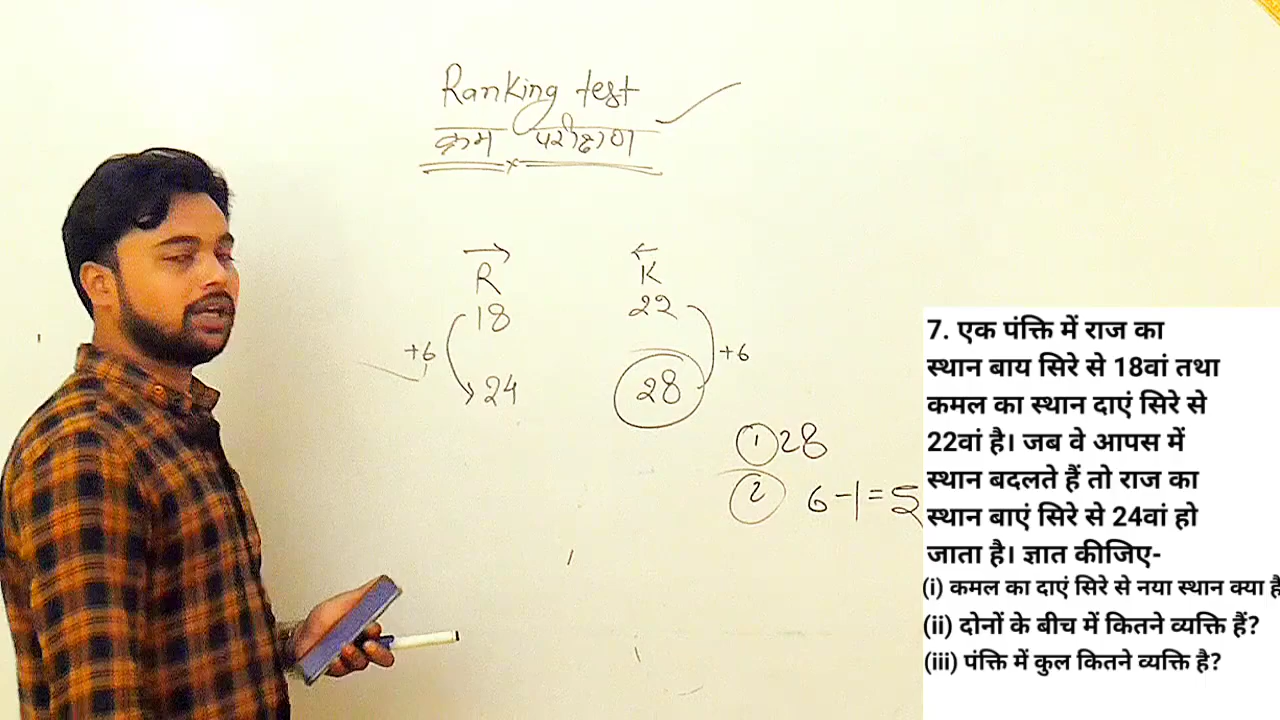 Ranking test
क्रम परीक्षण
R K
18 22
+6 +6
24 28
① 28
② 6-1=5
7. एक पंक्ति में राज का
स्थान बाय सिरे से 18वां तथा
कमल का स्थान दाएं सिरे से
22वां है। जब वे आपस में
स्थान बदलते हैं तो राज का
स्थान बाएं सिरे से 24वां हो
जाता है। ज्ञात कीजिए-
(i) कमल का दाएं सिरे से नया स्थान क्या है
(ii) दोनों के बीच में कितने व्यक्ति हैं?
(iii) पंक्ति में कुल कितने व्यक्ति है?